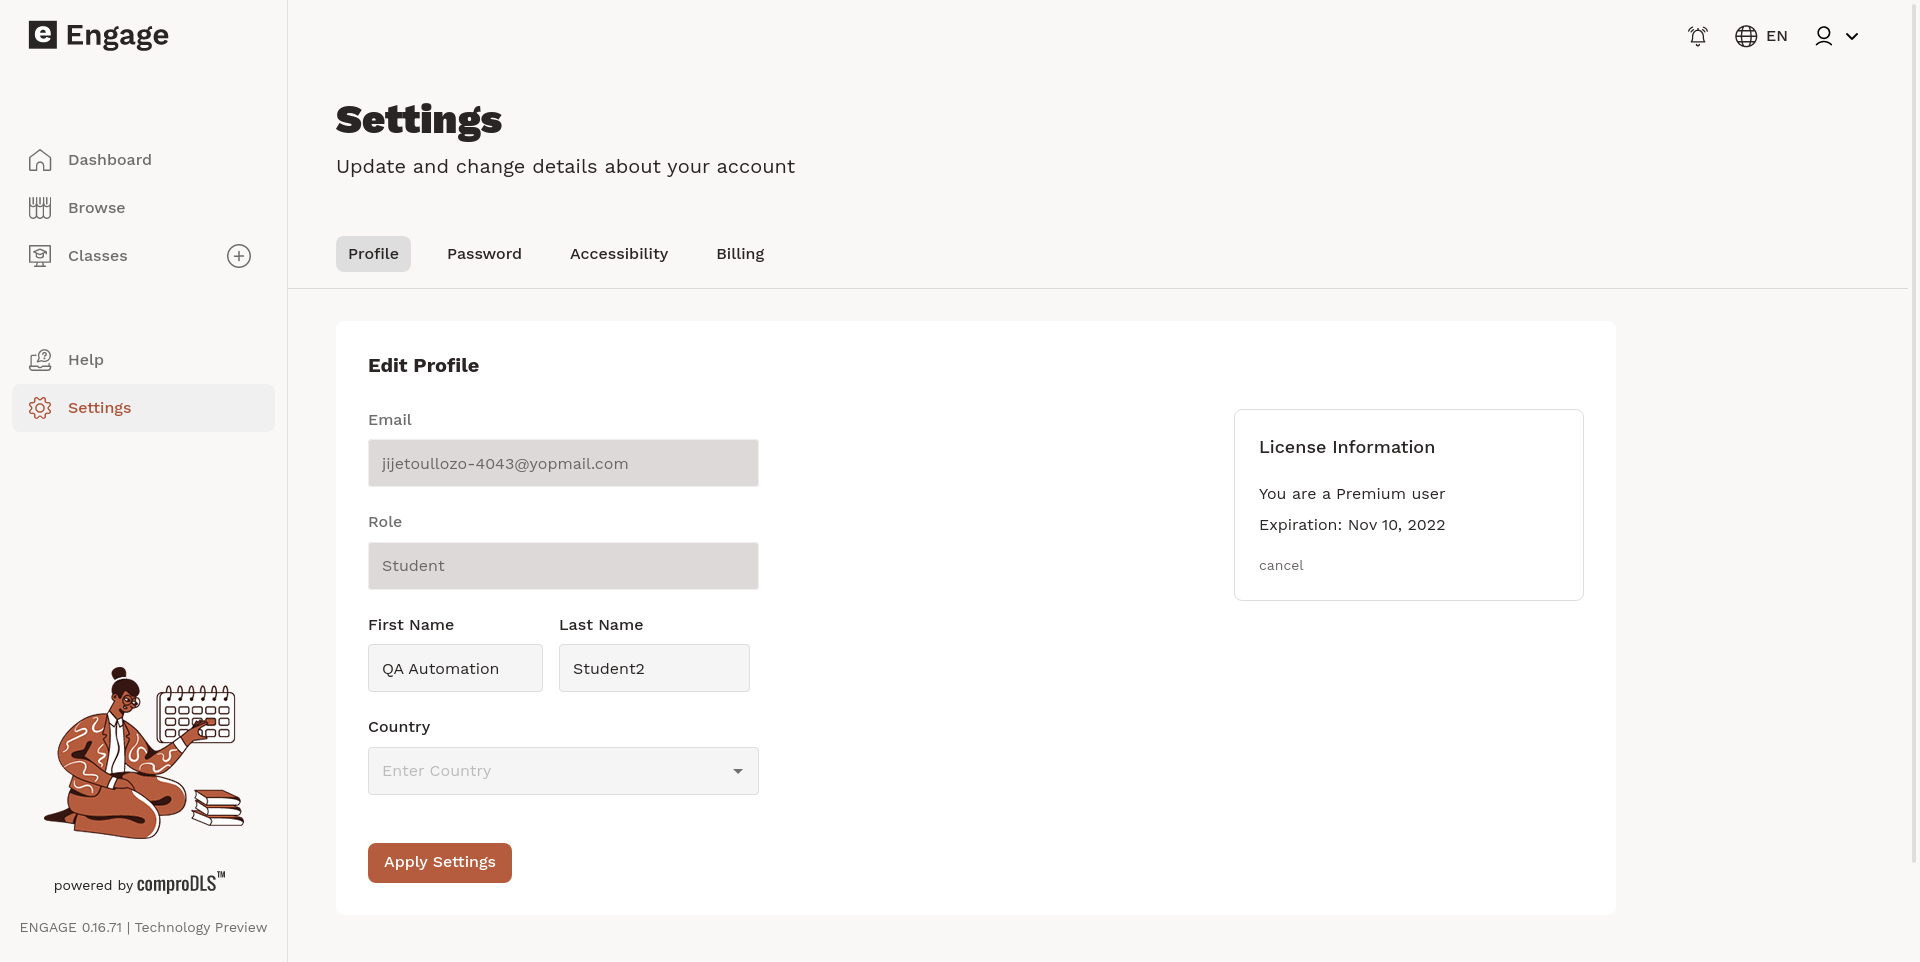 e Engage
EN
Dashboard
Browse
Classes
Help
Settings
powered by comproDLS™
ENGAGE 0.16.71 | Technology Preview
Settings
Update and change details about your account
Profile Password Accessibility Billing
Edit Profile
Email
jijetoullozo-4043@yopmail.com
Role
Student
First Name Last Name
QA Automation Student2
Country
Enter Country
Apply Settings
License Information
You are a Premium user
Expiration: Nov 10, 2022
cancel